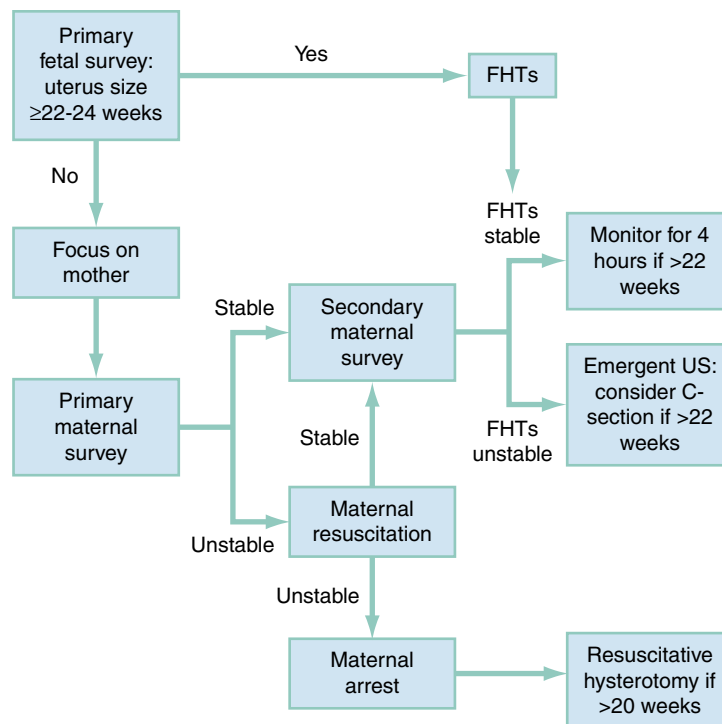 Primary
fetal survey:
uterus size
≥22-24 weeks
Yes
FHTs
No
FHTs
stable
Focus on
mother
Monitor for 4
hours if >22
weeks
Stable
Secondary
maternal
survey
Primary
maternal
survey
Emergent US:
consider C-
section if >22
weeks
FHTs
unstable
Stable
Unstable
Maternal
resuscitation
Unstable
Maternal
arrest
Resuscitative
hysterotomy if
>20 weeks